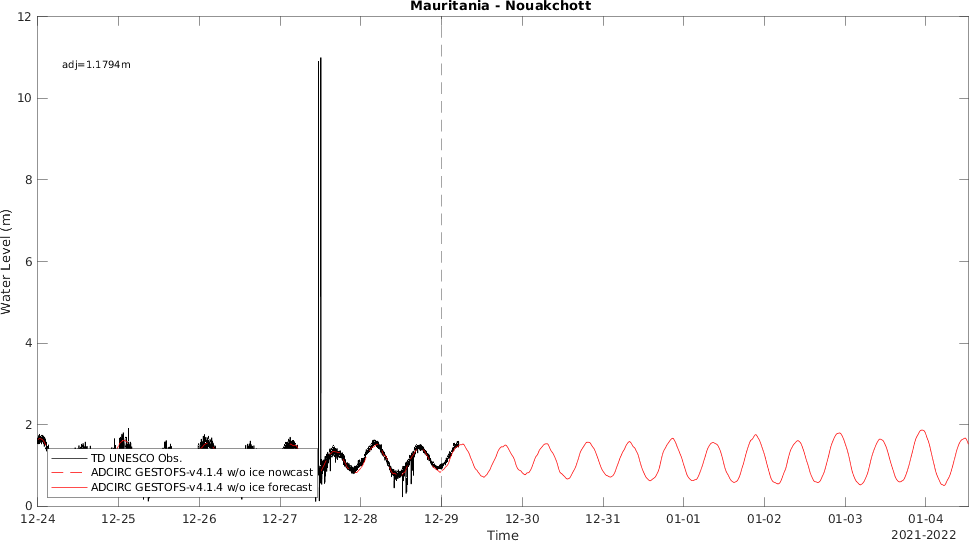 Mauritania - Nouakchott
12
10
8
6
4
2
0
Water Level (m)
adj=1.1794m
TD UNESCO Obs.
ADCIRC GESTOFS-v4.1.4 w/o ice nowcast
ADCIRC GESTOFS-v4.1.4 w/o ice forecast
12-24 12-25 12-26 12-27 12-28 12-29 12-30 12-31 01-01 01-02 01-03 01-04
Time
2021-2022